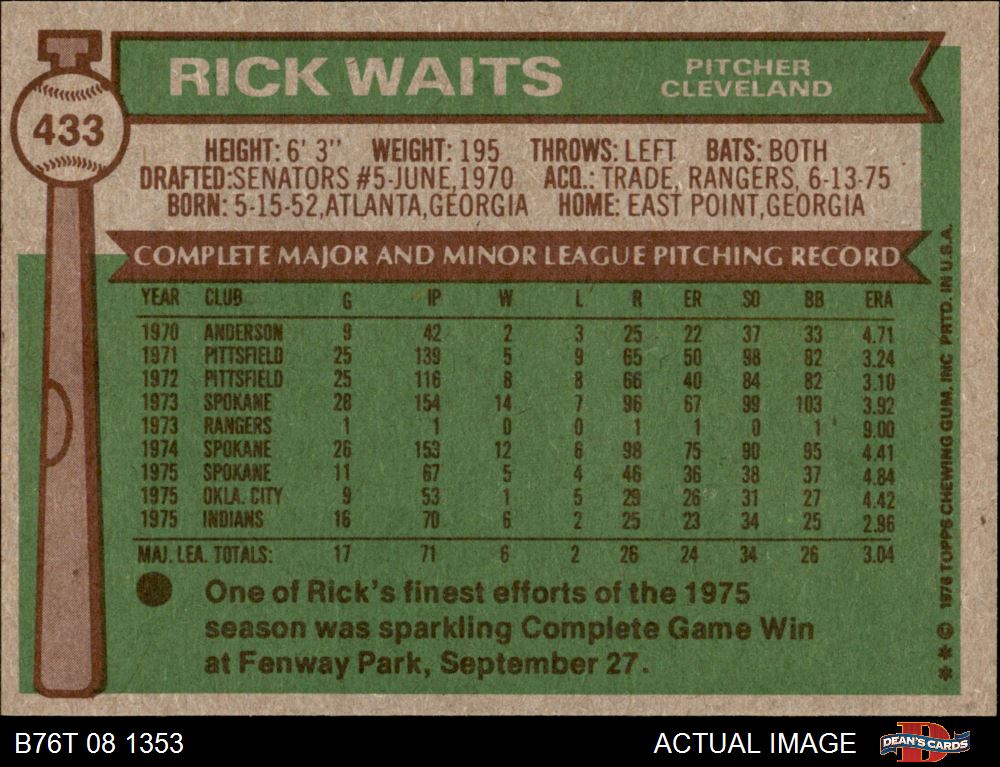 RICK WAITS
PITCHER
CLEVELAND
433
HEIGHT: 6' 3" WEIGHT: 195 THROWS: LEFT BATS: BOTH
DRAFTED:SENATORS #5-JUNE,1970 ACQ.: TRADE, RANGERS, 6-13-75
BORN: 5-15-52,ATLANTA,GEORGIA HOME: EAST POINT,GEORGIA
COMPLETE MAJOR AND MINOR LEAGUE PITCHING RECORD
YEAR CLUB G IP W L R ER SO BB ERA
1970 ANDERSON 9 42 2 3 25 22 37 33 4.71
1971 PITTSFIELD 25 139 5 9 65 50 98 82 3.24
1972 PITTSFIELD 25 116 8 8 66 40 84 82 3.10
1973 SPOKANE 28 154 14 7 96 67 99 103 3.92
1973 RANGERS 1 1 0 0 1 1 0 1 9.00
1974 SPOKANE 26 153 12 6 98 75 90 95 4.41
1975 SPOKANE 11 67 5 4 46 36 38 37 4.84
1975 OKLA. CITY 9 53 1 5 29 26 31 27 4.42
1975 INDIANS 16 70 6 2 25 23 34 25 2.96
MAJ. LEA. TOTALS: 17 71 6 2 26 24 34 26 3.04
One of Rick's finest efforts of the 1975
season was sparkling Complete Game Win
at Fenway Park, September 27.
* * © 1976 TOPPS CHEWING GUM, INC PRTD. IN U.S.A.
B76T 08 1353
ACTUAL IMAGE
DEAN'S CARDS